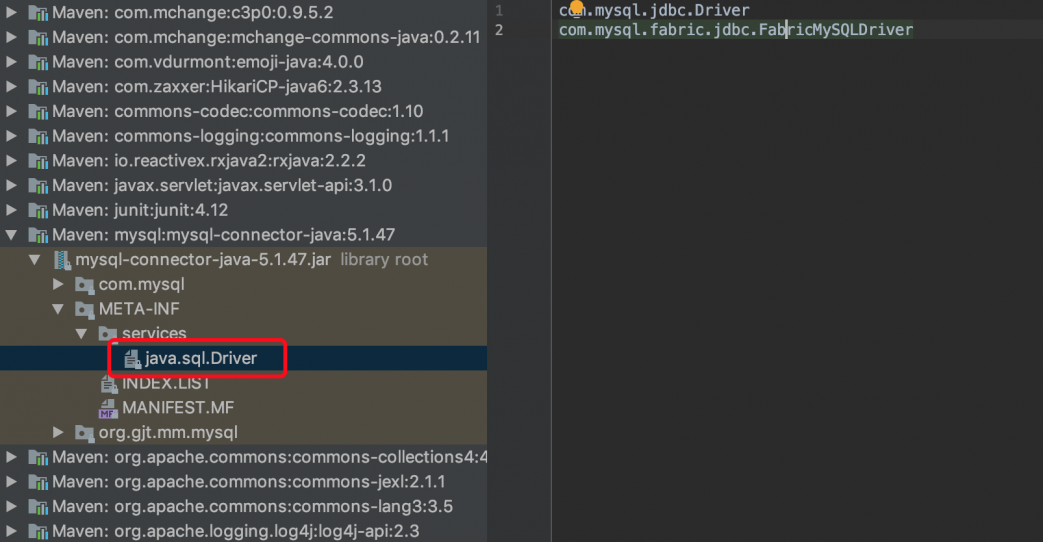 Maven: com.mchange:c3p0:0.9.5.2
Maven: com.mchange:mchange-commons-java:0.2.11
Maven: com.vdurmont:emoji-java:4.0.0
Maven: com.zaxxer:HikariCP-java6:2.3.13
Maven: commons-codec:commons-codec:1.10
Maven: commons-logging:commons-logging:1.1.1
Maven: io.reactivex.rxjava2:rxjava:2.2.2
Maven: javax.servlet:javax.servlet-api:3.1.0
Maven: junit:junit:4.12
Maven: mysql:mysql-connector-java:5.1.47
mysql-connector-java-5.1.47.jar library root
com.mysql
META-INF
services
java.sql.Driver
INDEX.LIST
MF MANIFEST.MF
org.gjt.mm.mysql
Maven: org.apache.commons:commons-collections4:4
Maven: org.apache.commons:commons-jexl:2.1.1
Maven: org.apache.commons:commons-lang3:3.5
Maven: org.apache.logging.log4j:log4j-api:2.3
1 com.mysql.jdbc.Driver
2 com.mysql.fabric.jdbc.FabricMySQLDriver